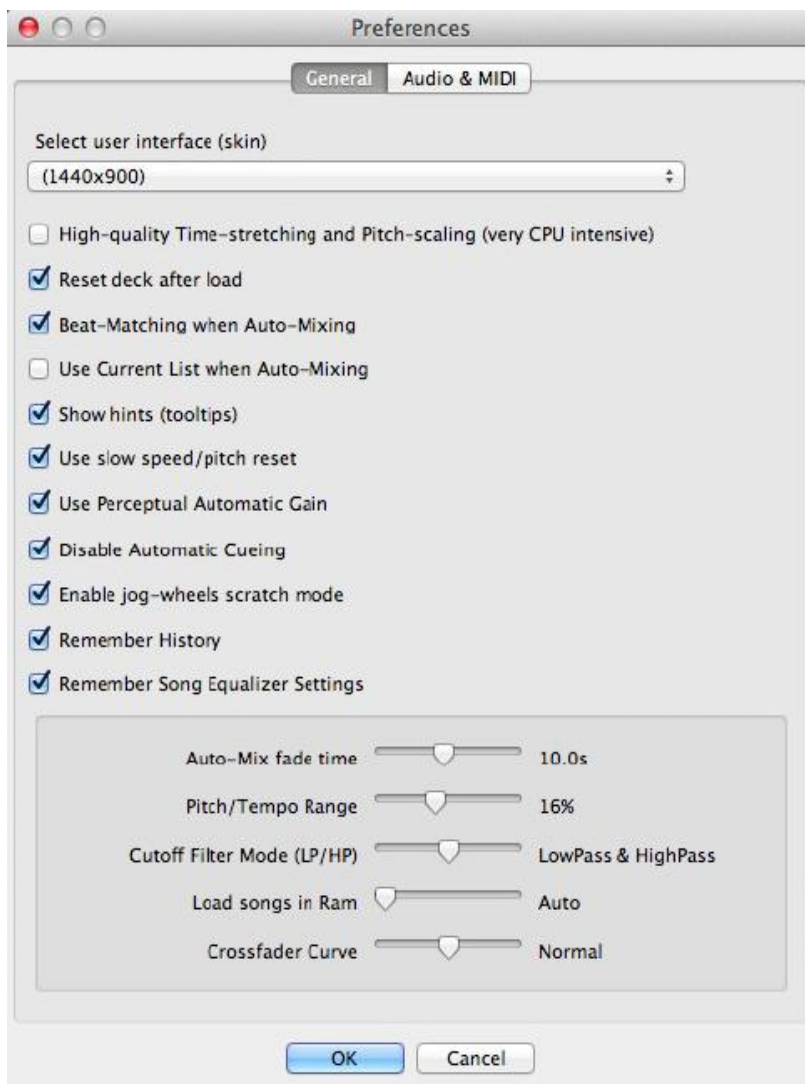 Preferences
General Audio & MIDI
Select user interface (skin)
(1440x900)
High-quality Time-stretching and Pitch-scaling (very CPU intensive)
Reset deck after load
Beat-Matching when Auto-Mixing
Use Current List when Auto-Mixing
Show hints (tooltips)
Use slow speed/pitch reset
Use Perceptual Automatic Gain
Disable Automatic Cueing
Enable jog-wheels scratch mode
Remember History
Remember Song Equalizer Settings
Auto-Mix fade time 10.0s
Pitch/Tempo Range 16%
Cutoff Filter Mode (LP/HP) LowPass & HighPass
Load songs in Ram Auto
Crossfader Curve Normal
OK Cancel